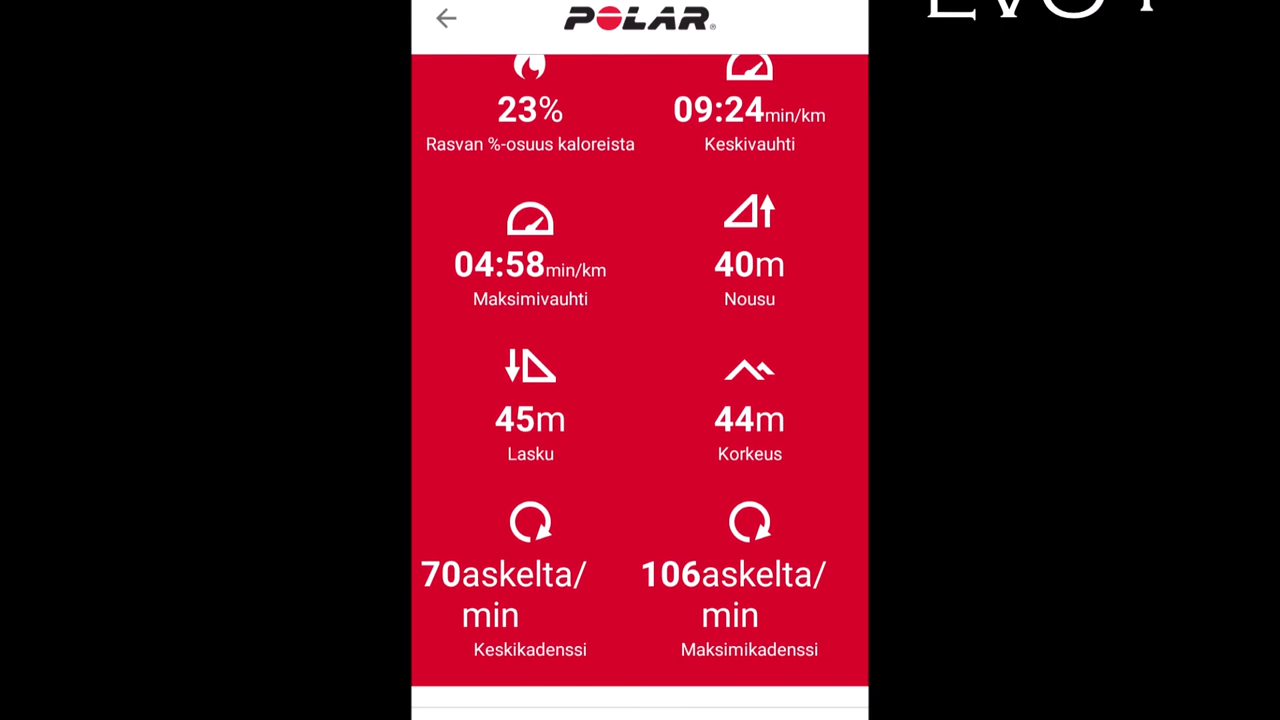 POLAR®
23%
09:24min/km
Rasvan %-osuus kaloreista
Keskivauhti
04:58min/km
40m
Maksimivauhti
Nousu
45m
44m
Lasku
Korkeus
70askelta/
min
106askelta/
min
Keskikadenssi
Maksimikadenssi